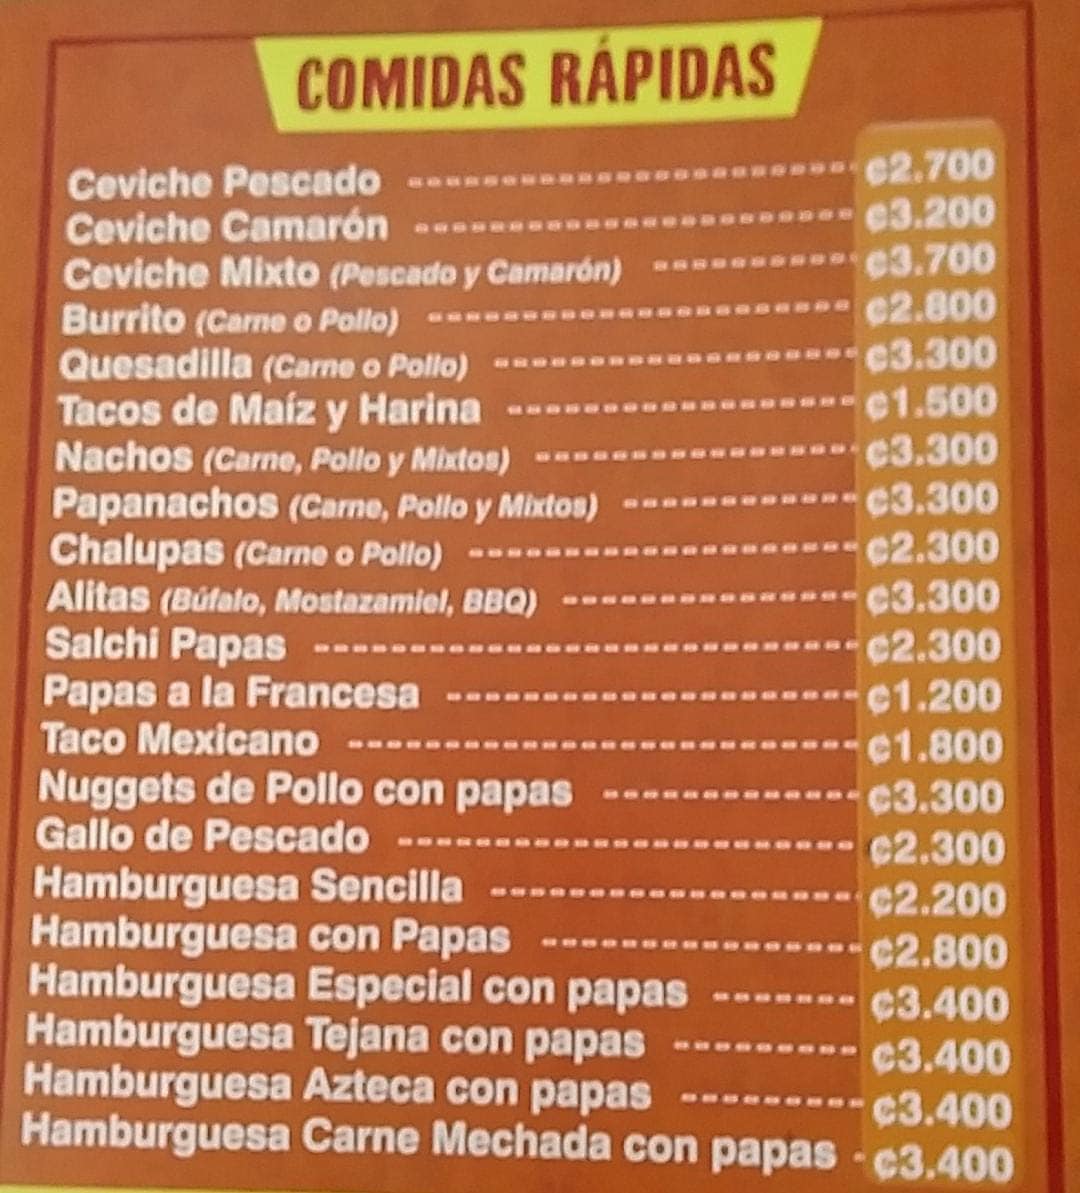 COMIDAS RÁPIDAS
Ceviche Pescado ₡2.700
Ceviche Camarón ₡3.200
Ceviche Mixto (Pescado y Camarón) ₡3.700
Burrito (Carne o Pollo) ₡2.800
Quesadilla (Carne o Pollo) ₡3.300
Tacos de Maíz y Harina ₡1.500
Nachos (Carne, Pollo y Mixtos) ₡3.300
Papanachos (Carne, Pollo y Mixtos) ₡3.300
Chalupas (Carne o Pollo) ₡2.300
Alitas (Búfalo, Mostazamiel, BBQ) ₡3.300
Salchi Papas ₡2.300
Papas a la Francesa ₡1.200
Taco Mexicano ₡1.800
Nuggets de Pollo con papas ₡3.300
Gallo de Pescado ₡2.300
Hamburguesa Sencilla ₡2.200
Hamburguesa con Papas ₡2.800
Hamburguesa Especial con papas ₡3.400
Hamburguesa Tejana con papas ₡3.400
Hamburguesa Azteca con papas ₡3.400
Hamburguesa Carne Mechada con papas ₡3.400